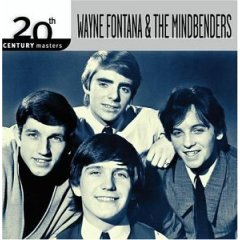 20th
CENTURY masters
WAYNE FONTANA & THE MINDBENDERS